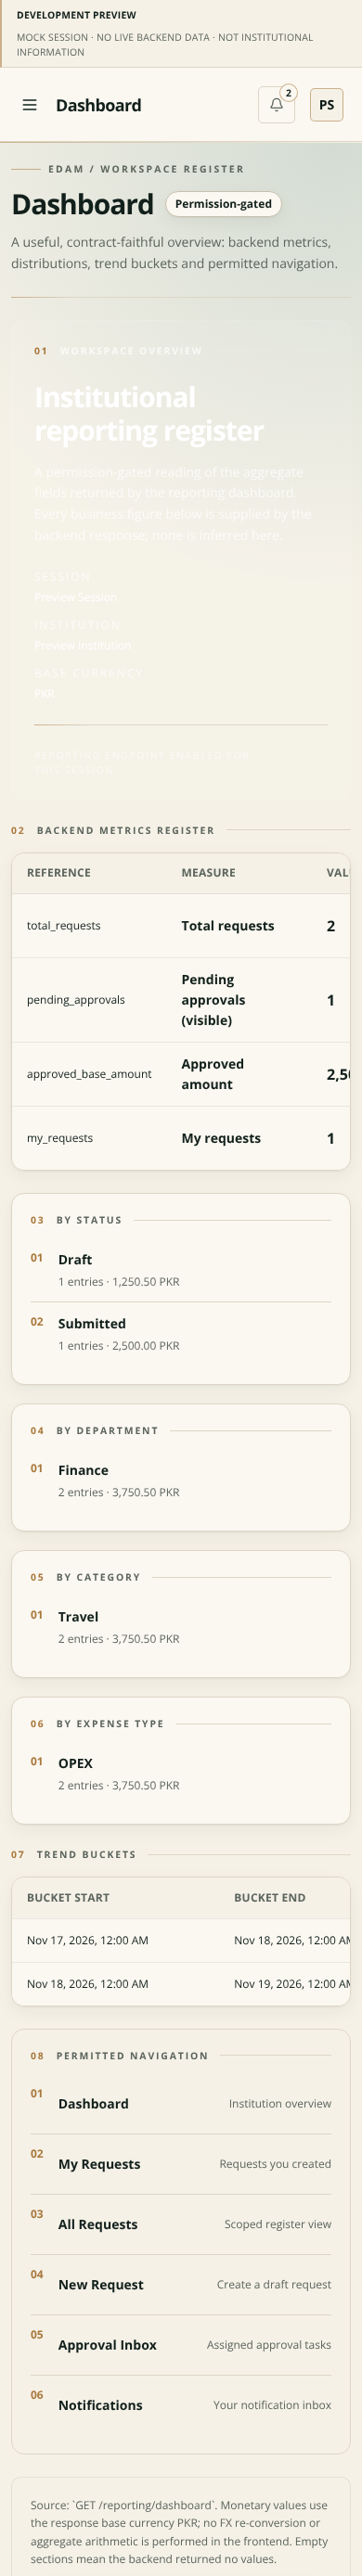 DEVELOPMENT PREVIEW
MOCK SESSION · NO LIVE BACKEND DATA · NOT INSTITUTIONAL
INFORMATION
Dashboard
2
PS
EDAM / WORKSPACE REGISTER
Dashboard
Permission-gated
A useful, contract-faithful overview: backend metrics,
distributions, trend buckets and permitted navigation.
01 WORKSPACE OVERVIEW
Institutional
reporting register
A permission-gated reading of the aggregate
fields returned by the reporting dashboard.
Every business figure below is supplied by the
backend response; none is inferred here.
SESSION
Preview Session
INSTITUTION
Preview Institution
BASE CURRENCY
PKR
REPORTING ENDPOINT ENABLED FOR
THIS SESSION
02 BACKEND METRICS REGISTER
REFERENCE MEASURE VAL
total_requests Total requests 2
pending_approvals Pending
approvals
(visible) 1
approved_base_amount Approved
amount 2,50
my_requests My requests 1
03 BY STATUS
01 Draft
1 entries · 1,250.50 PKR
02 Submitted
1 entries · 2,500.00 PKR
04 BY DEPARTMENT
01 Finance
2 entries · 3,750.50 PKR
05 BY CATEGORY
01 Travel
2 entries · 3,750.50 PKR
06 BY EXPENSE TYPE
01 OPEX
2 entries · 3,750.50 PKR
07 TREND BUCKETS
BUCKET START BUCKET END
Nov 17, 2026, 12:00 AM Nov 18, 2026, 12:00 AM
Nov 18, 2026, 12:00 AM Nov 19, 2026, 12:00 AM
08 PERMITTED NAVIGATION
01 Dashboard Institution overview
02 My Requests Requests you created
03 All Requests Scoped register view
04 New Request Create a draft request
05 Approval Inbox Assigned approval tasks
06 Notifications Your notification inbox
Source: `GET /reporting/dashboard`. Monetary values use
the response base currency PKR; no FX re-conversion or
aggregate arithmetic is performed in the frontend. Empty
sections mean the backend returned no values.